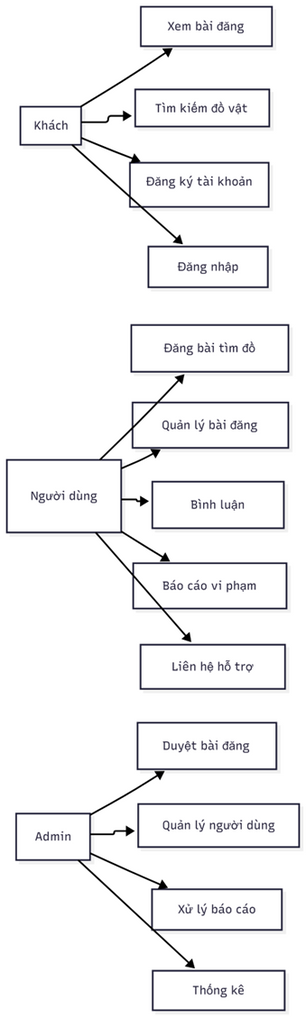 Xem bài đăng
Tìm kiếm đồ vật
Khách
Đăng ký tài khoản
Đăng nhập
Đăng bài tìm đồ
Quản lý bài đăng
Người dùng
Bình luận
Báo cáo vi phạm
Liên hệ hỗ trợ
Duyệt bài đăng
Quản lý người dùng
Admin
Xử lý báo cáo
Thống kê